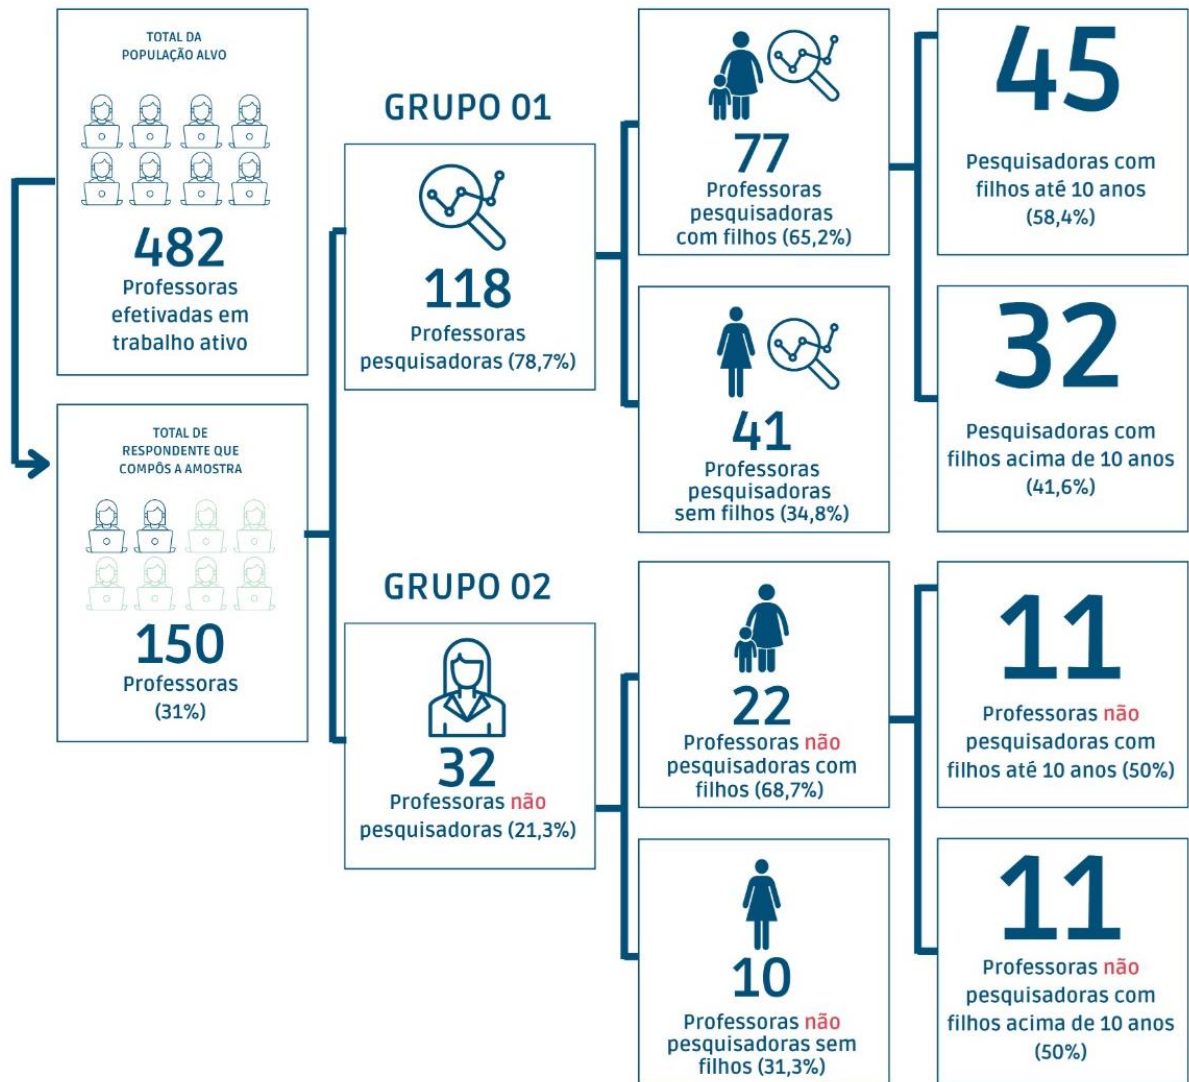 TOTAL DA
POPULAÇÃO ALVO
482
Professoras
efetivadas em
trabalho ativo
TOTAL DE
RESPONDENTE QUE
COMPÔS A AMOSTRA
150
Professoras
(31%)
GRUPO 01
118
Professoras
pesquisadoras (78,7%)
77
Professoras
pesquisadoras
com filhos (65,2%)
45
Pesquisadoras com
filhos até 10 anos
(58,4%)
32
Pesquisadoras com
filhos acima de 10 anos
(41,6%)
41
Professoras
pesquisadoras
sem filhos (34,8%)
GRUPO 02
32
Professoras não
pesquisadoras (21,3%)
22
Professoras não
pesquisadoras com
filhos (68,7%)
11
Professoras não
pesquisadoras com
filhos até 10 anos (50%)
11
Professoras não
pesquisadoras com
filhos acima de 10 anos
(50%)
10
Professoras não
pesquisadoras sem
filhos (31,3%)